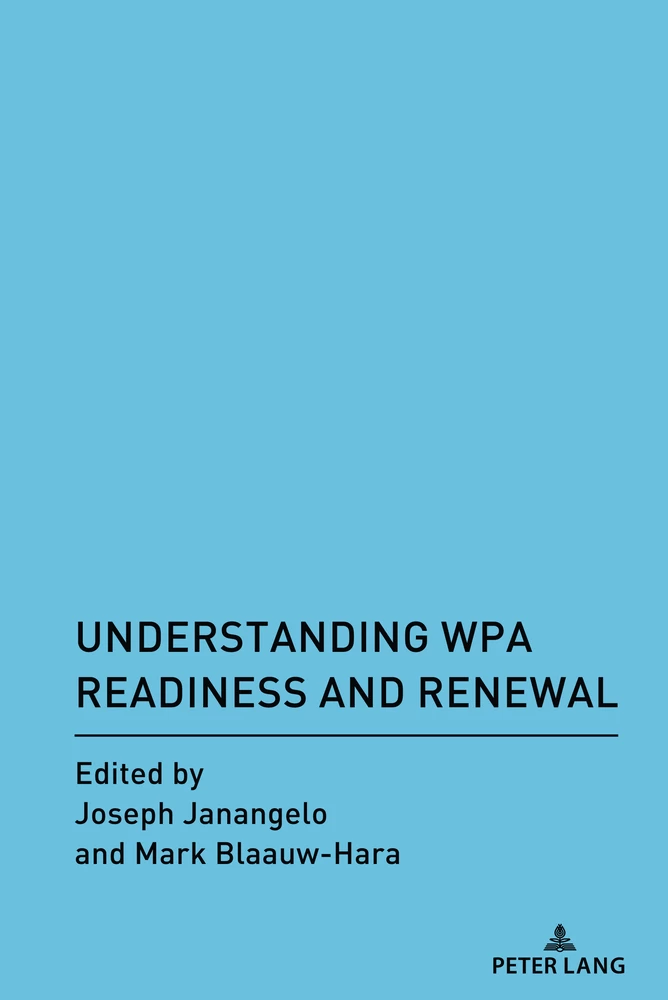 UNDERSTANDING WPA
READINESS AND RENEWAL
Edited by
Joseph Janangelo
and Mark Blaauw-Hara
PETER LANG